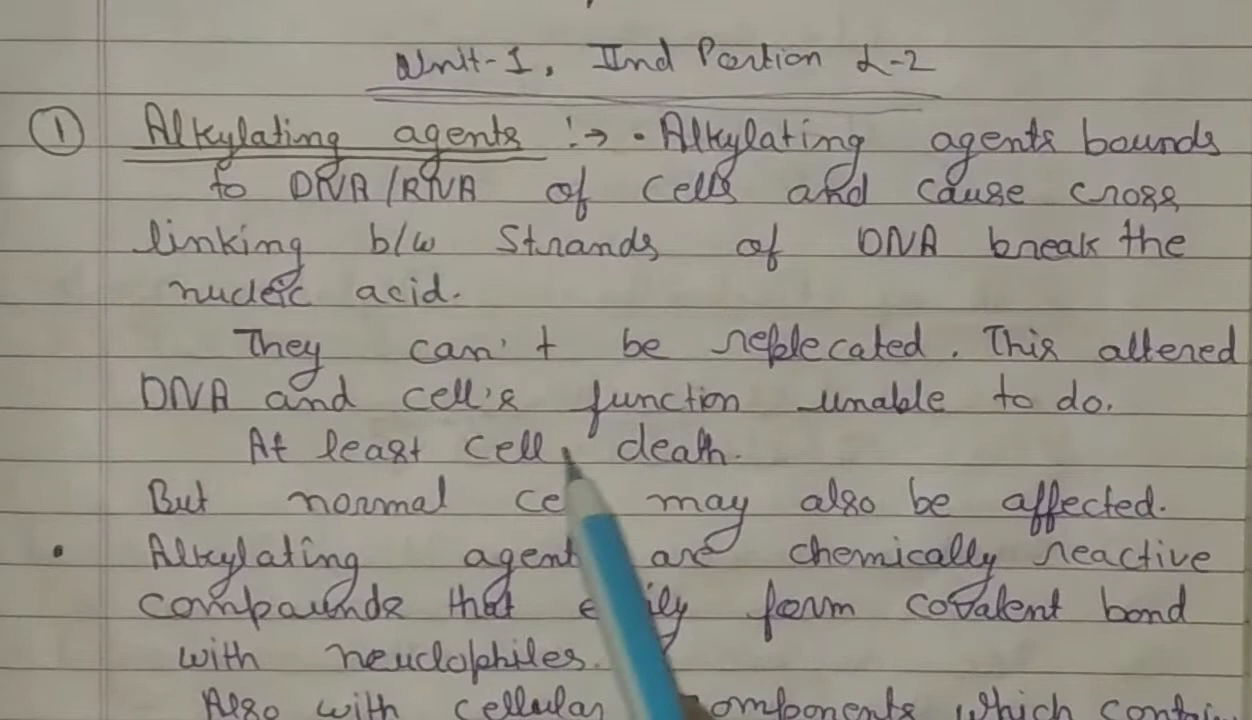 Unit-1, IInd Portion L-2
① Alkylating agents :→ • Alkylating agents bounds
to DNA/RNA of cells and cause cross
linking b/w Strands of DNA break the
nucleic acid.
They can't be replecated. This altered
DNA and cell's function unable to do.
At least cell death.
But normal ce may also be affected.
• Alkylating agent are chemically reactive
compounds that form covalent bond
with neuclophiles.
Also with cellular components which